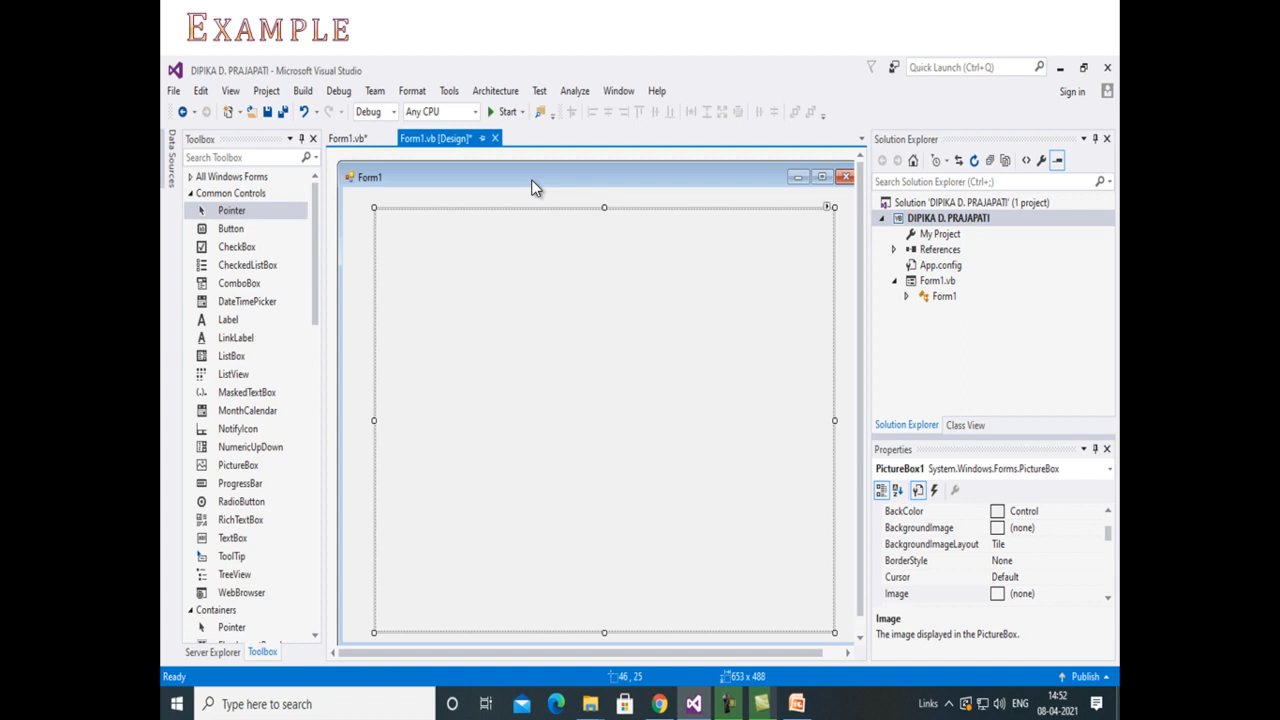 EXAMPLE
DIPIKA D. PRAJAPATI - Microsoft Visual Studio
Quick Launch (Ctrl+Q)
File Edit View Project Build Debug Team Format Tools Architecture Test Analyze Window Help
Sign in
Debug Any CPU Start
Data Sources
Toolbox
Search Toolbox
All Windows Forms
Common Controls
Pointer
Button
CheckBox
CheckedListBox
ComboBox
DateTimePicker
Label
LinkLabel
ListBox
ListView
MaskedTextBox
MonthCalendar
NotifyIcon
NumericUpDown
PictureBox
ProgressBar
RadioButton
RichTextBox
TextBox
ToolTip
TreeView
WebBrowser
Containers
Pointer
Server Explorer Toolbox
Form1.vb* Form1.vb [Design]*
Form1
Solution Explorer
Search Solution Explorer (Ctrl+;)
Solution 'DIPIKA D. PRAJAPATI' (1 project)
DIPIKA D. PRAJAPATI
My Project
References
App.config
Form1.vb
Form1
Solution Explorer Class View
Properties
PictureBox1 System.Windows.Forms.PictureBox
BackColor Control
BackgroundImage (none)
BackgroundImageLayout Tile
BorderStyle None
Cursor Default
Image (none)
Image
The image displayed in the PictureBox.
Ready 46, 25 653 x 488 Publish
Type here to search
Links ENG 14:52
08-04-2021